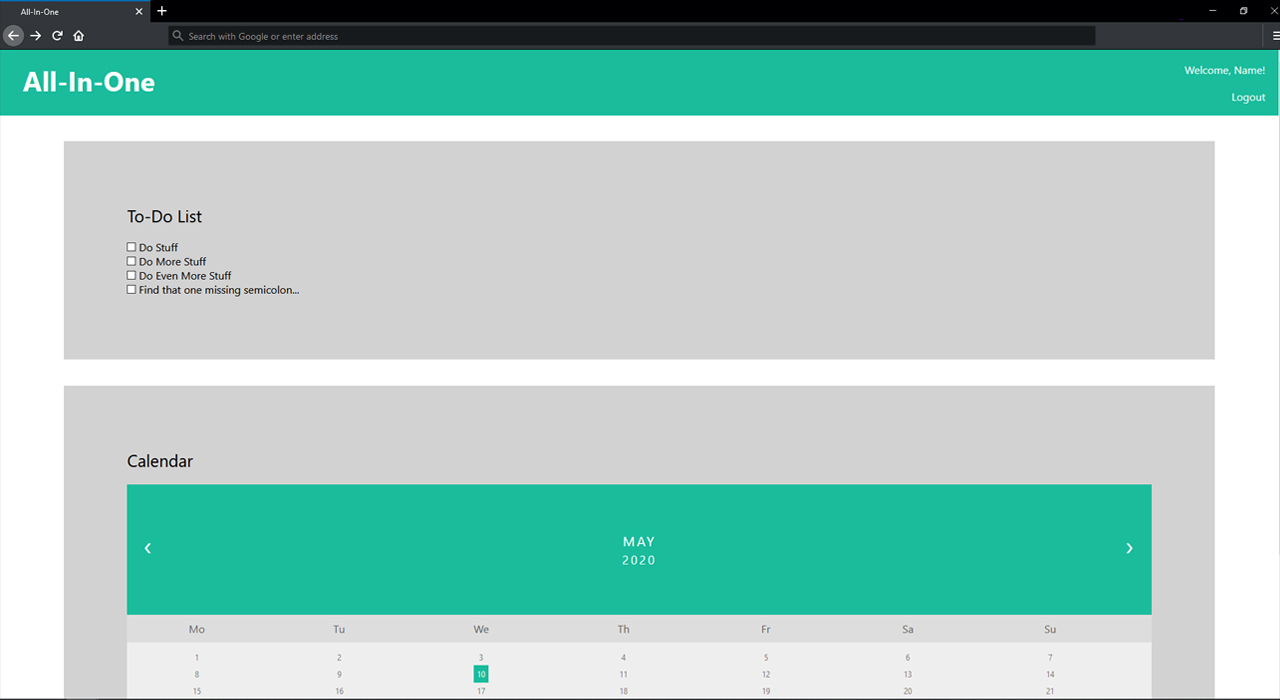 All-In-One
Search with Google or enter address
All-In-One
Welcome, Name!
Logout
To-Do List
Do Stuff
Do More Stuff
Do Even More Stuff
Find that one missing semicolon...
Calendar
MAY
2020
Mo Tu We Th Fr Sa Su
1 2 3 4 5 6 7
8 9 10 11 12 13 14
15 16 17 18 19 20 21